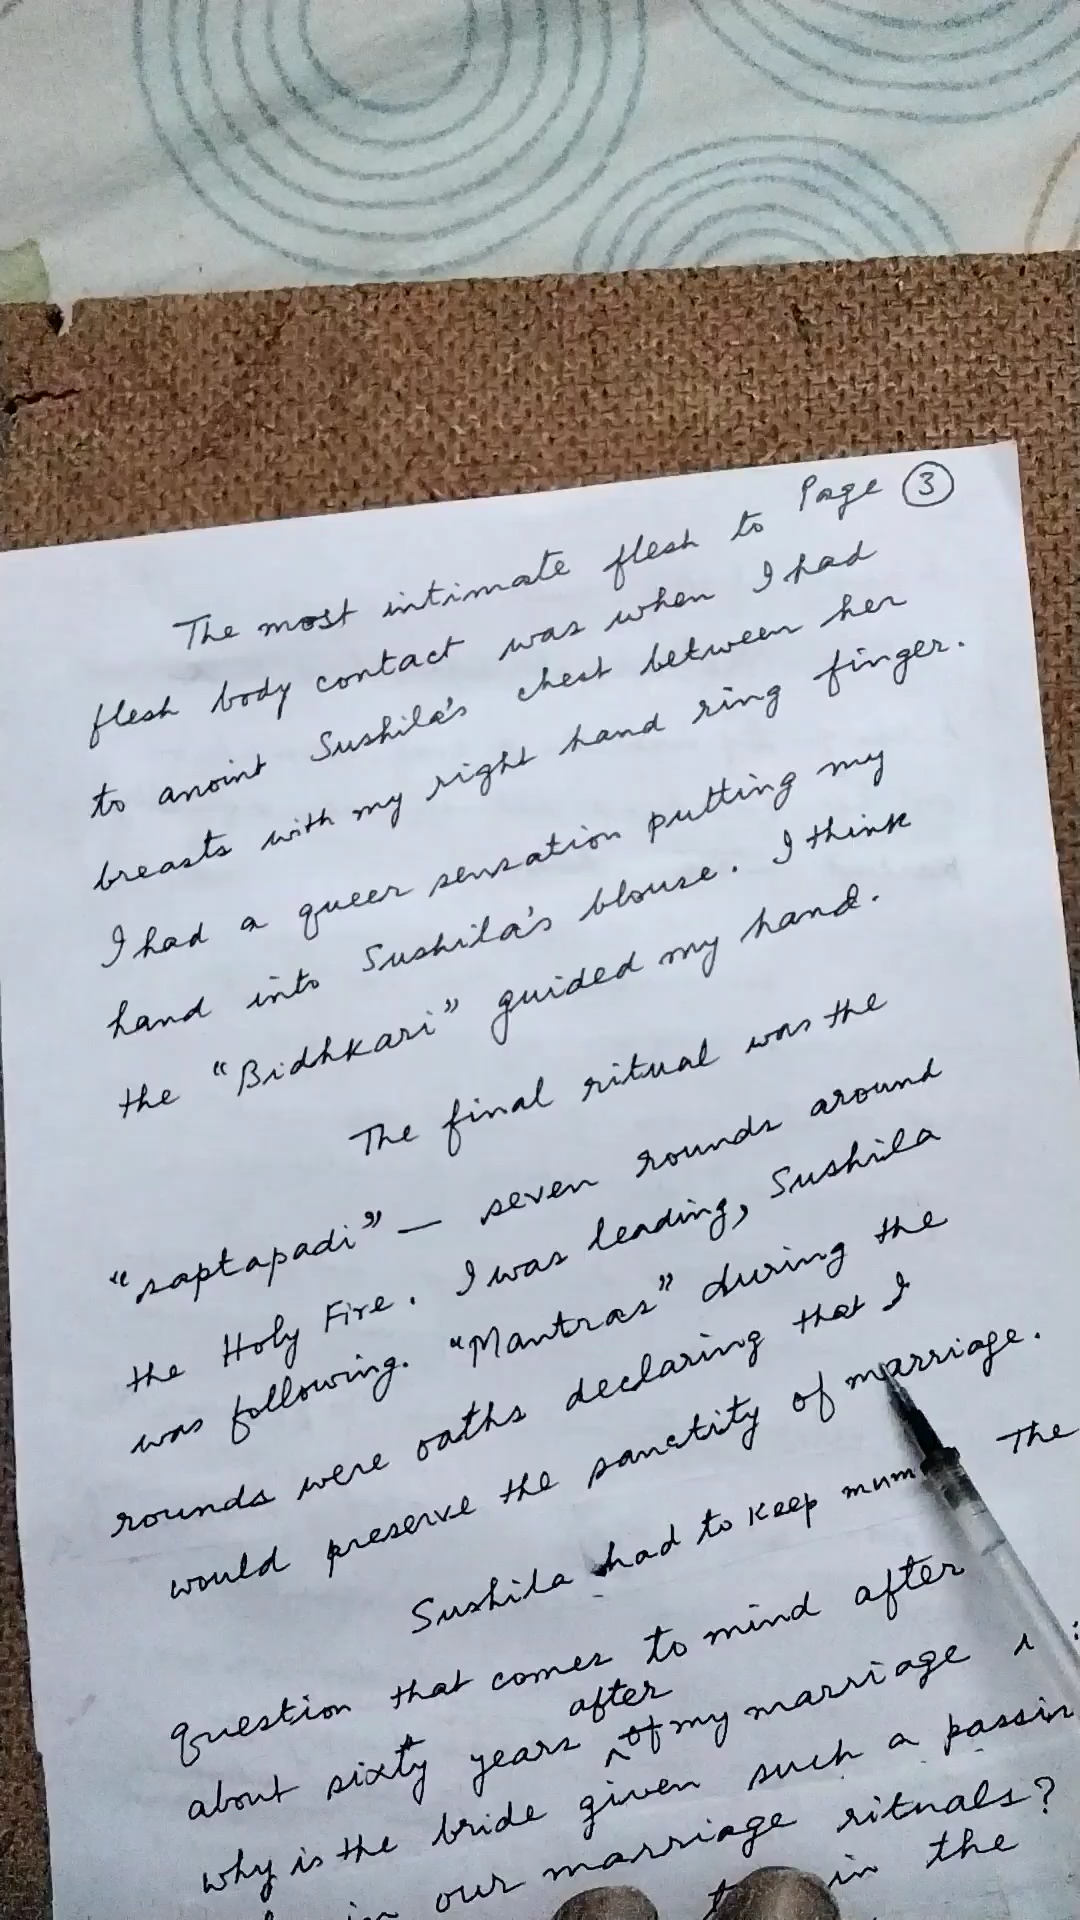 Page 3
The most intimate flesh to
flesh body contact was when I had
to anoint Sushila's chest between her
breasts with my right hand ring finger.
I had a queer sensation putting my
hand into Sushila's blouse. I think
the "Bidhkari" guided my hand.
The final ritual was the
"saptapadi" — seven rounds around
the Holy Fire. I was leading, Sushila
was following. "Mantras" during the
rounds were oaths declaring that I
would preserve the sanctity of marriage.
Sushila had to keep mum The
question that comes to mind after
about sixty years after of my marriage
why is the bride given such a
in our marriage rituals?
in the